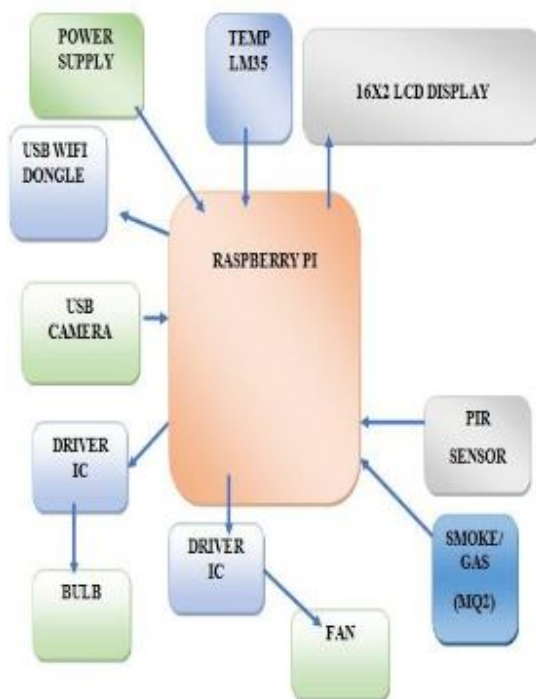 POWER
SUPPLY
TEMP
LM35
16X2 LCD DISPLAY
USB WIFI
DONGLE
RASPBERRY PI
USB
CAMERA
PIR
SENSOR
DRIVER
IC
DRIVER
IC
SMOKE/
GAS
(MQ2)
BULB
FAN